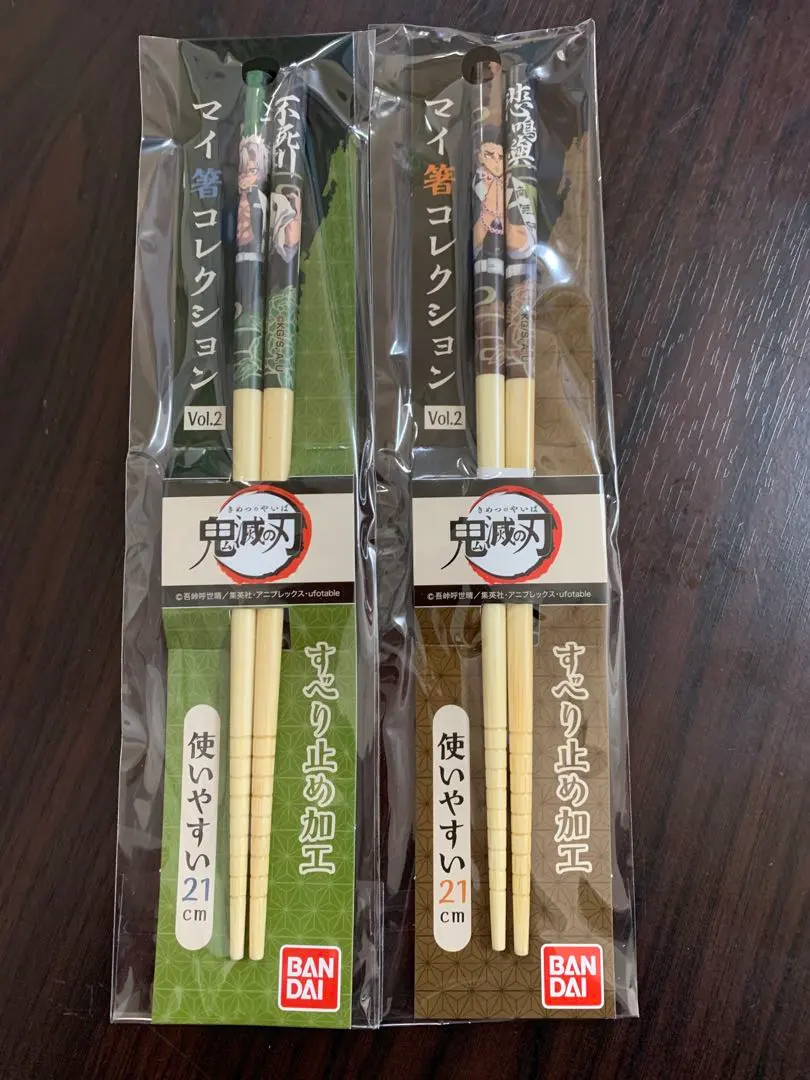 マイ箸コレクション
Vol.2
不死川
©KG/S,A,U
きめつのやいば
鬼滅の刃
©吾峠呼世晴/集英社・アニプレックス・ufotable
すべり止め加工
使いやすい21cm
BAN
DAI
マイ箸コレクション
Vol.2
悲鳴嶼
©KG/S,A,U
きめつのやいば
鬼滅の刃
©吾峠呼世晴/集英社・アニプレックス・ufotable
すべり止め加工
使いやすい21cm
BAN
DAI